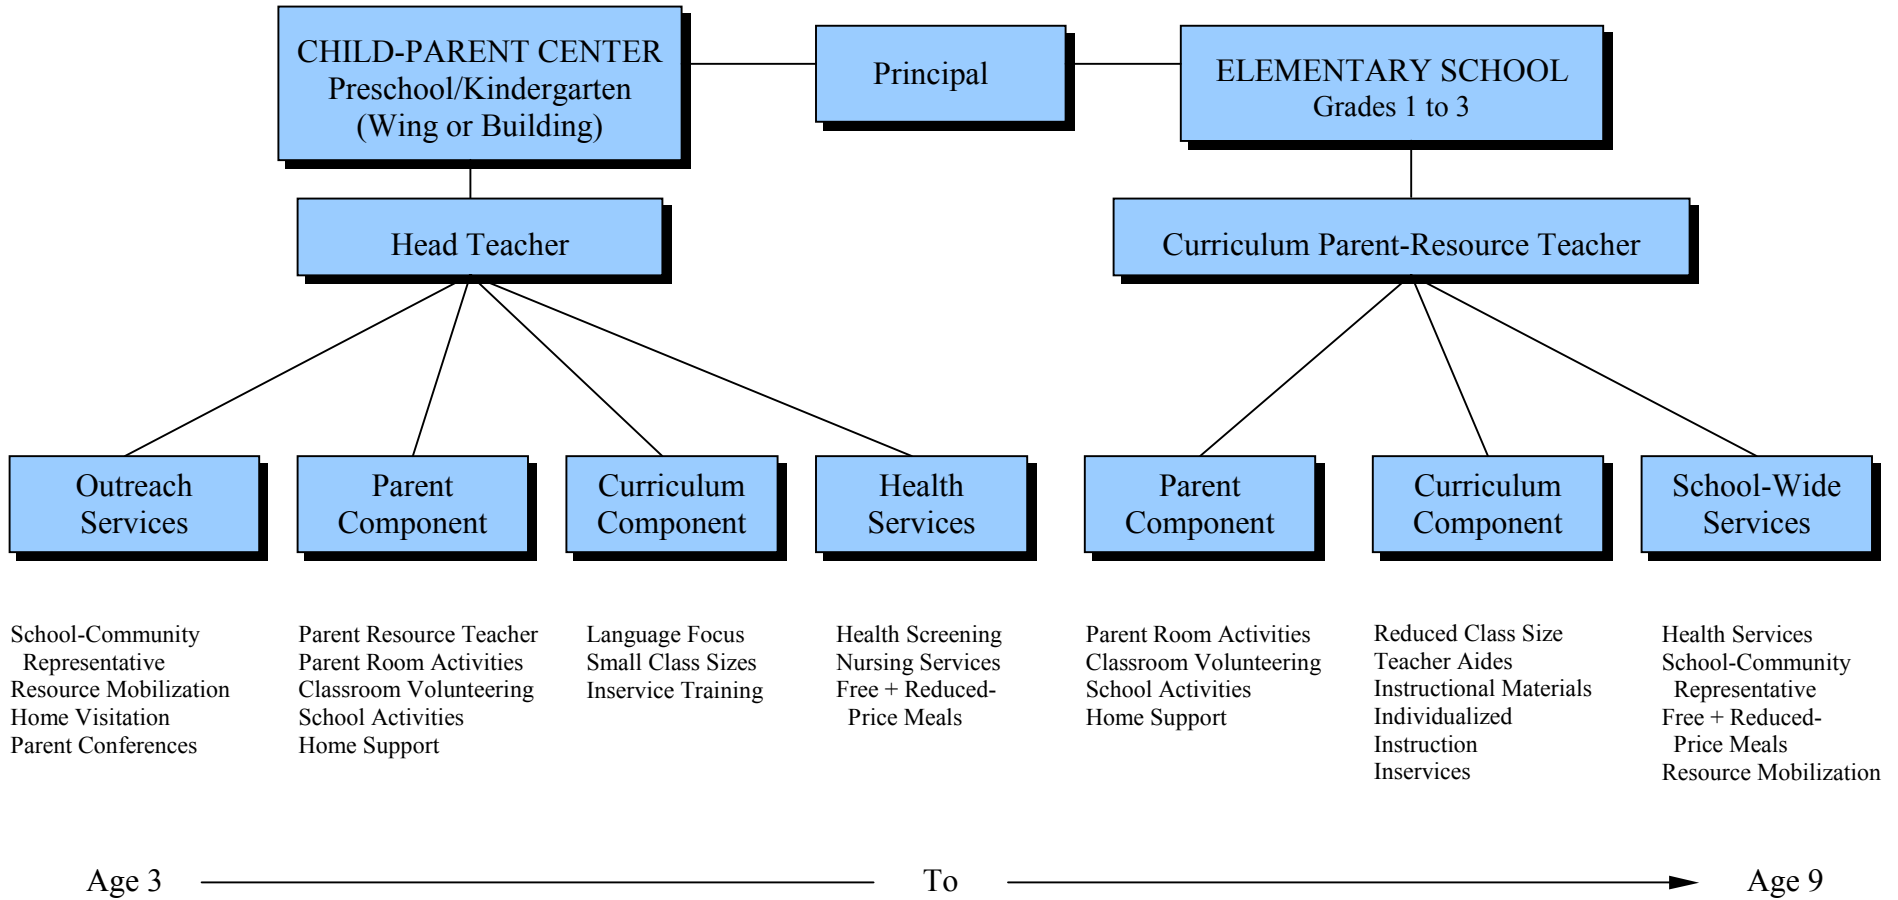 CHILD-PARENT CENTER
Preschool/Kindergarten
(Wing or Building)
Principal
ELEMENTARY SCHOOL
Grades 1 to 3
Head Teacher
Curriculum Parent-Resource Teacher
Outreach
Services
Parent
Component
Curriculum
Component
Health
Services
Parent
Component
Curriculum
Component
School-Wide
Services
School-Community
Representative
Resource Mobilization
Home Visitation
Parent Conferences
Parent Resource Teacher
Parent Room Activities
Classroom Volunteering
School Activities
Home Support
Language Focus
Small Class Sizes
Inservice Training
Health Screening
Nursing Services
Free + Reduced-
Price Meals
Parent Room Activities
Classroom Volunteering
School Activities
Home Support
Reduced Class Size
Teacher Aides
Instructional Materials
Individualized
Instruction
Inservices
Health Services
School-Community
Representative
Free + Reduced-
Price Meals
Resource Mobilization
Age 3
To
Age 9